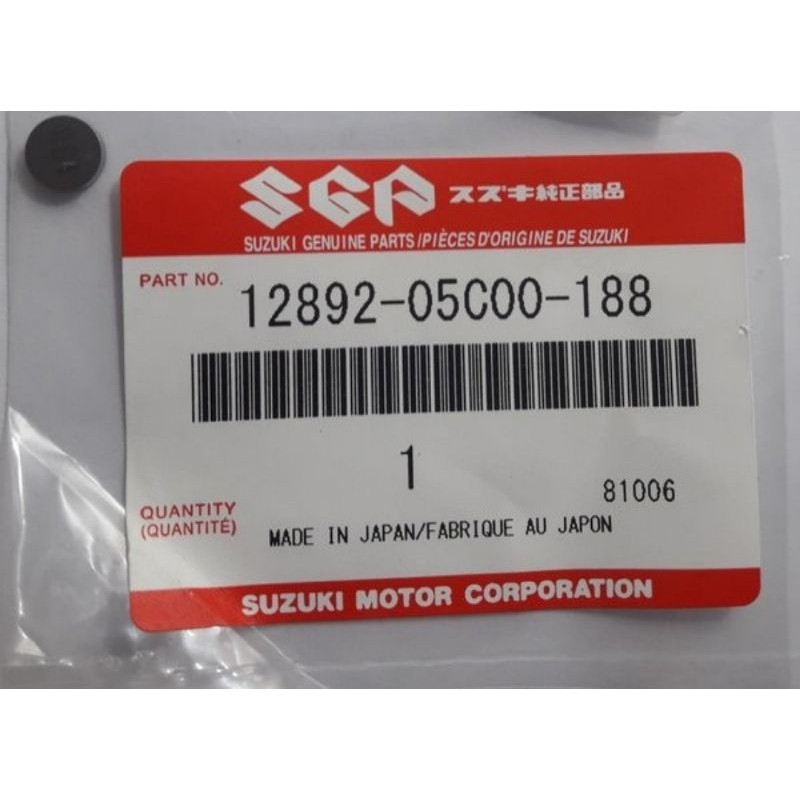 SGP スズキ純正部品
SUZUKI GENUINE PARTS/PIÈCES D'ORIGINE DE SUZUKI
PART NO. 12892-05C00-188
1
81006
QUANTITY
(QUANTITÉ)
MADE IN JAPAN/FABRIQUE AU JAPON
SUZUKI MOTOR CORPORATION